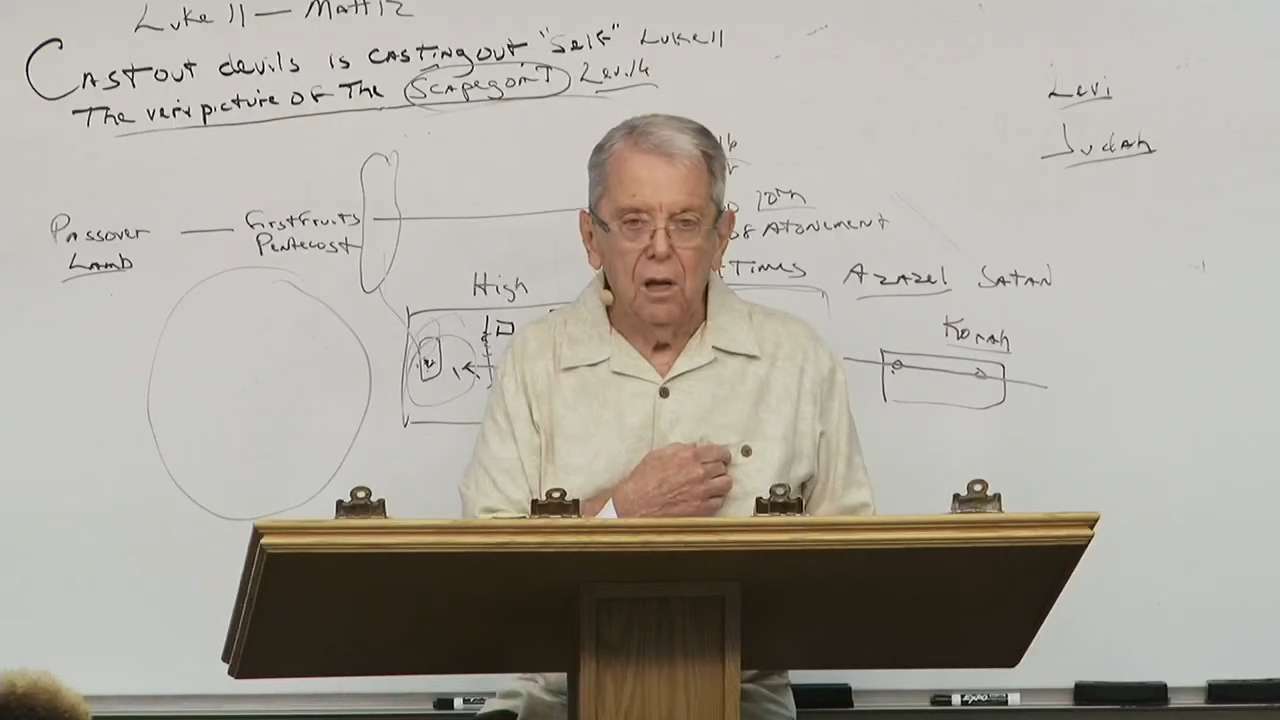 Luke 11 — Matt 12
Cast out devils is casting out "Self" Luke 11
The very picture of the Scapegoat Lev. 16
Levi
Judah
Passover — FirstFruits
Lamb Pentecost
10th
of Atonement
High
Times Azazel Satan
Korah
D
EXPO